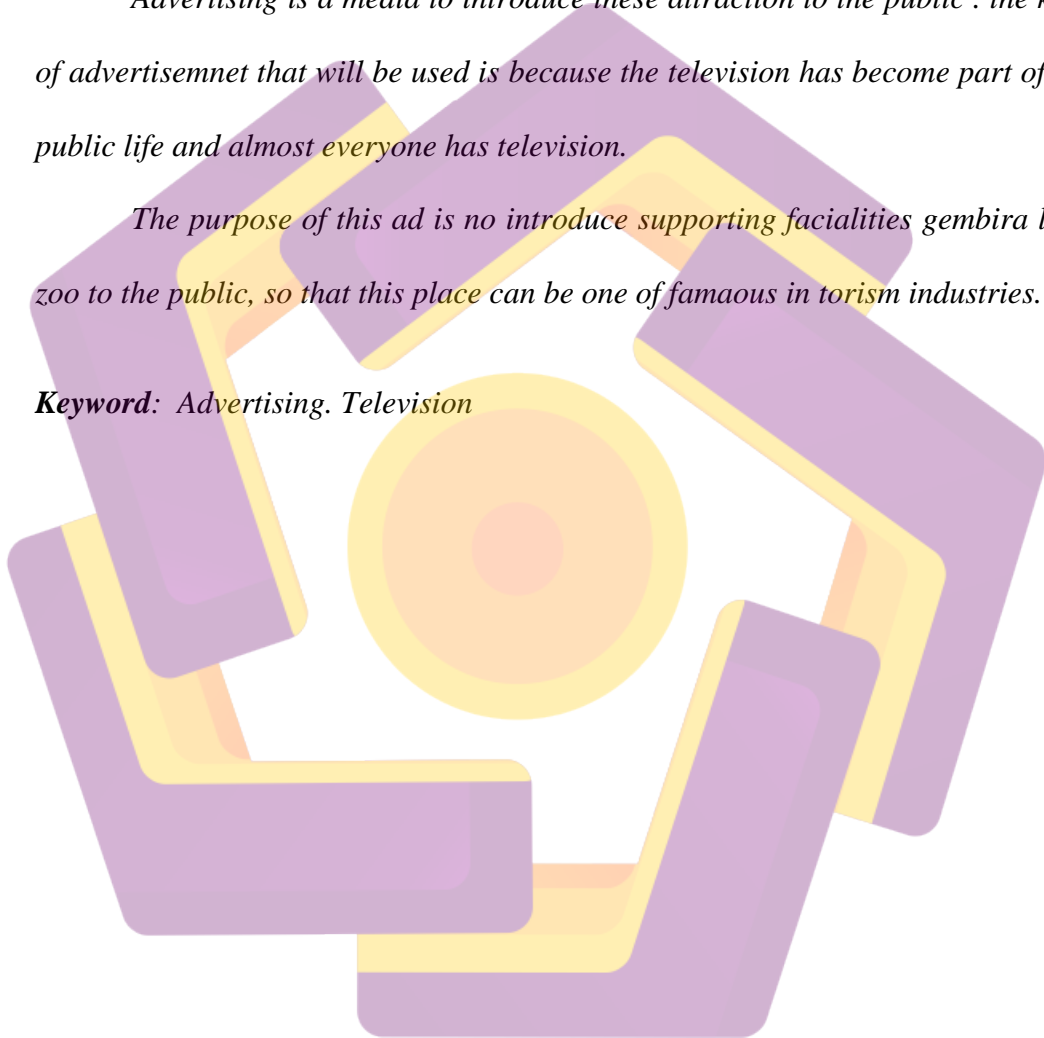 Advertising is a media to introduce these attraction to the public . the
of advertisemnet that will be used is because the television has become part of
public life and almost everyone has television.
The purpose of this ad is no introduce supporting facialities gembira
zoo to the public, so that this place can be one of famaous in torism industries.
Keyword: Advertising. Television